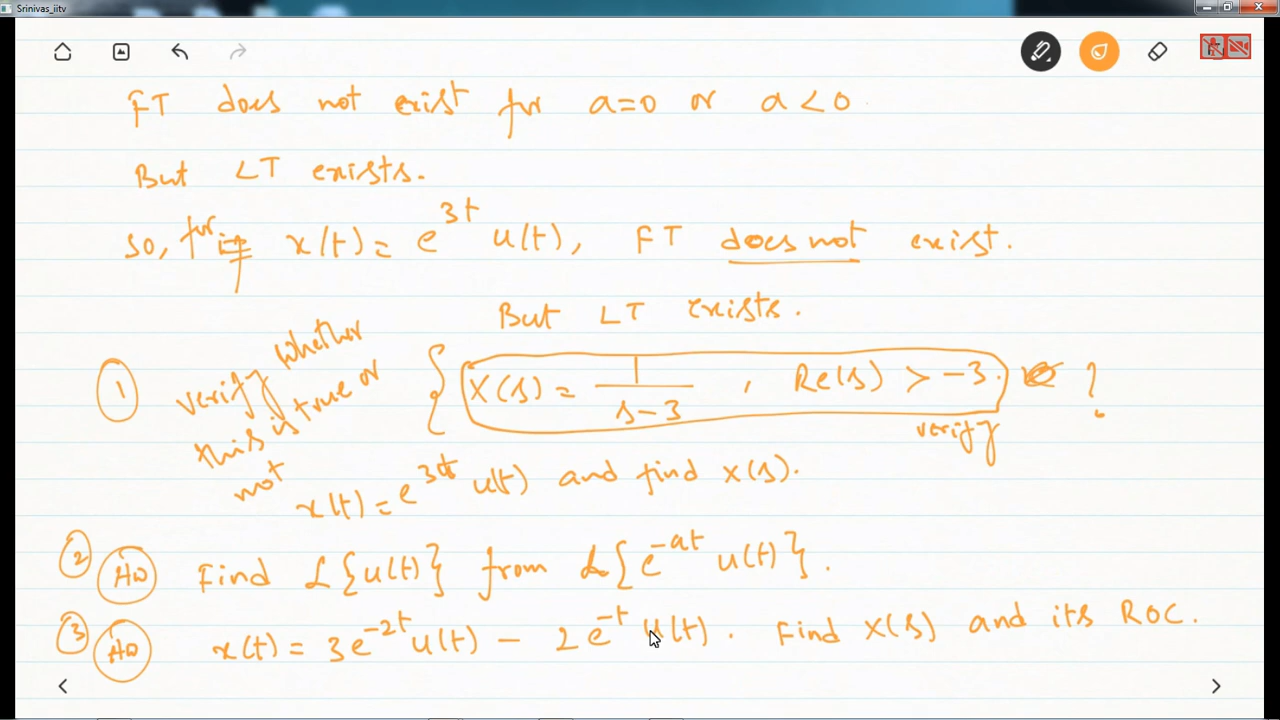 Srinivas_iitv
FT does not exist for a=0 or a<0
But LT exists.
so, for x(t) = e^{3t} u(t), FT does not exist.
But LT exists.
① verify whether this is true or not { X(s) = 1/(s-3), Re(s) > -3. ?
verify
x(t) = e^{3t} u(t) and find X(s).
② HW Find L{u(t)} from L{e^{-at} u(t)}.
③ HW x(t) = 3e^{-2t} u(t) - 2e^{-t} u(t). Find X(s) and its ROC.